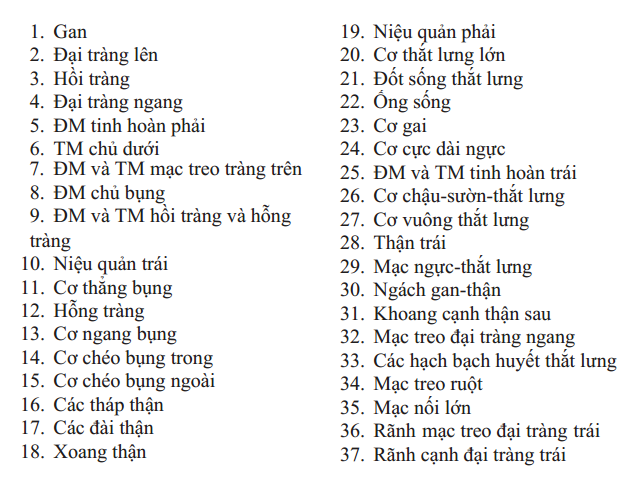 1. Gan
2. Đại tràng lên
3. Hồi tràng
4. Đại tràng ngang
5. ĐM tinh hoàn phải
6. TM chủ dưới
7. ĐM và TM mạc treo tràng trên
8. ĐM chủ bụng
9. ĐM và TM hồi tràng và hỗng
tràng
10. Niệu quản trái
11. Cơ thẳng bụng
12. Hỗng tràng
13. Cơ ngang bụng
14. Cơ chéo bụng trong
15. Cơ chéo bụng ngoài
16. Các tháp thận
17. Các đài thận
18. Xoang thận
19. Niệu quản phải
20. Cơ thắt lưng lớn
21. Đốt sống thắt lưng
22. Ống sống
23. Cơ gai
24. Cơ cực dài ngực
25. ĐM và TM tinh hoàn trái
26. Cơ chậu-sườn-thắt lưng
27. Cơ vuông thắt lưng
28. Thận trái
29. Mạc ngực-thắt lưng
30. Ngách gan-thận
31. Khoang cạnh thận sau
32. Mạc treo đại tràng ngang
33. Các hạch bạch huyết thắt lưng
34. Mạc treo ruột
35. Mạc nối lớn
36. Rãnh mạc treo đại tràng trái
37. Rãnh cạnh đại tràng trái